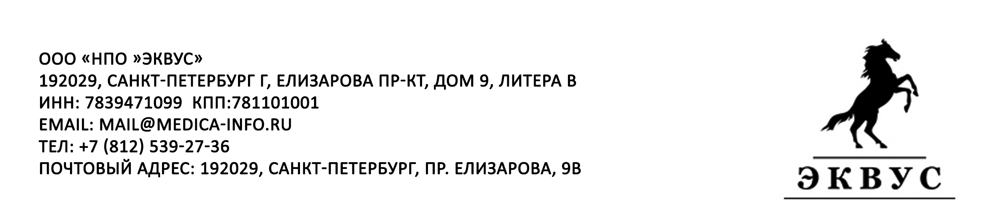 ООО «НПО »ЭКВУС»
192029, САНКТ-ПЕТЕРБУРГ Г, ЕЛИЗАРОВА ПР-КТ, ДОМ 9, ЛИТЕРА В
ИНН: 7839471099 КПП:781101001
EMAIL: MAIL@MEDICA-INFO.RU
ТЕЛ: +7 (812) 539-27-36
ПОЧТОВЫЙ АДРЕС: 192029, САНКТ-ПЕТЕРБУРГ, ПР. ЕЛИЗАРОВА, 9В
ЭКВУС